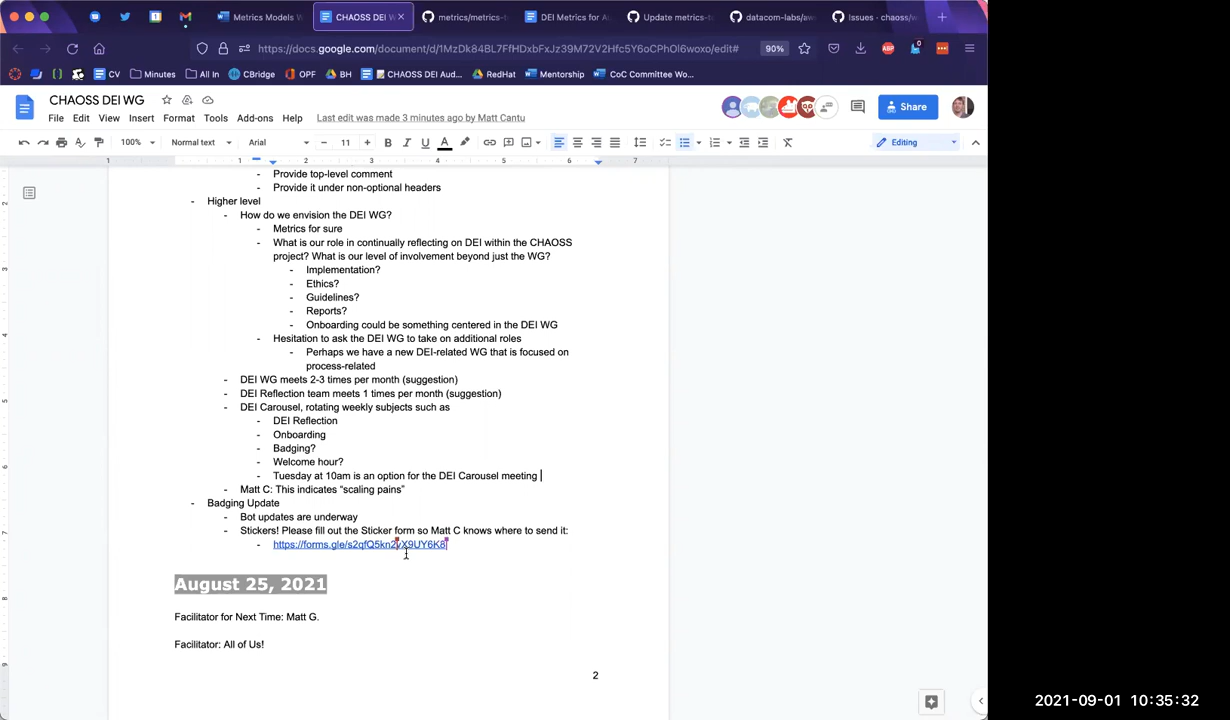 Metrics Models W
CHAOSS DEI W
metrics/metrics-t
DEI Metrics for A
Update metrics-t
datacom-labs/aw
Issues · chaoss/w
https://docs.google.com/document/d/1MzDk84BL7FfHDxbFxJz39M72V2Hfc5Y6oCPhOl6woxo/edit#
90%
CV
Minutes
All In
CBridge
OPF
BH
CHAOSS DEI Aud...
RedHat
Mentorship
CoC Committee Wo...
CHAOSS DEI WG
File Edit View Insert Format Tools Add-ons Help Last edit was made 3 minutes ago by Matt Cantu
Share
100% Normal text Arial 11 B I U A Editing
1 1 2 3 4 5 6 7
- Provide top-level comment
- Provide it under non-optional headers
- Higher level
- How do we envision the DEI WG?
- Metrics for sure
- What is our role in continually reflecting on DEI within the CHAOSS
project? What is our level of involvement beyond just the WG?
- Implementation?
- Ethics?
- Guidelines?
- Reports?
- Onboarding could be something centered in the DEI WG
- Hesitation to ask the DEI WG to take on additional roles
- Perhaps we have a new DEI-related WG that is focused on
process-related
- DEI WG meets 2-3 times per month (suggestion)
- DEI Reflection team meets 1 times per month (suggestion)
- DEI Carousel, rotating weekly subjects such as
- DEI Reflection
- Onboarding
- Badging?
- Welcome hour?
- Tuesday at 10am is an option for the DEI Carousel meeting
- Matt C: This indicates “scaling pains”
- Badging Update
- Bot updates are underway
- Stickers! Please fill out the Sticker form so Matt C knows where to send it:
- https://forms.gle/s2qfQ5kn2vX9UY6K8
August 25, 2021
Facilitator for Next Time: Matt G.
Facilitator: All of Us!
2
2021-09-01 10:35:32